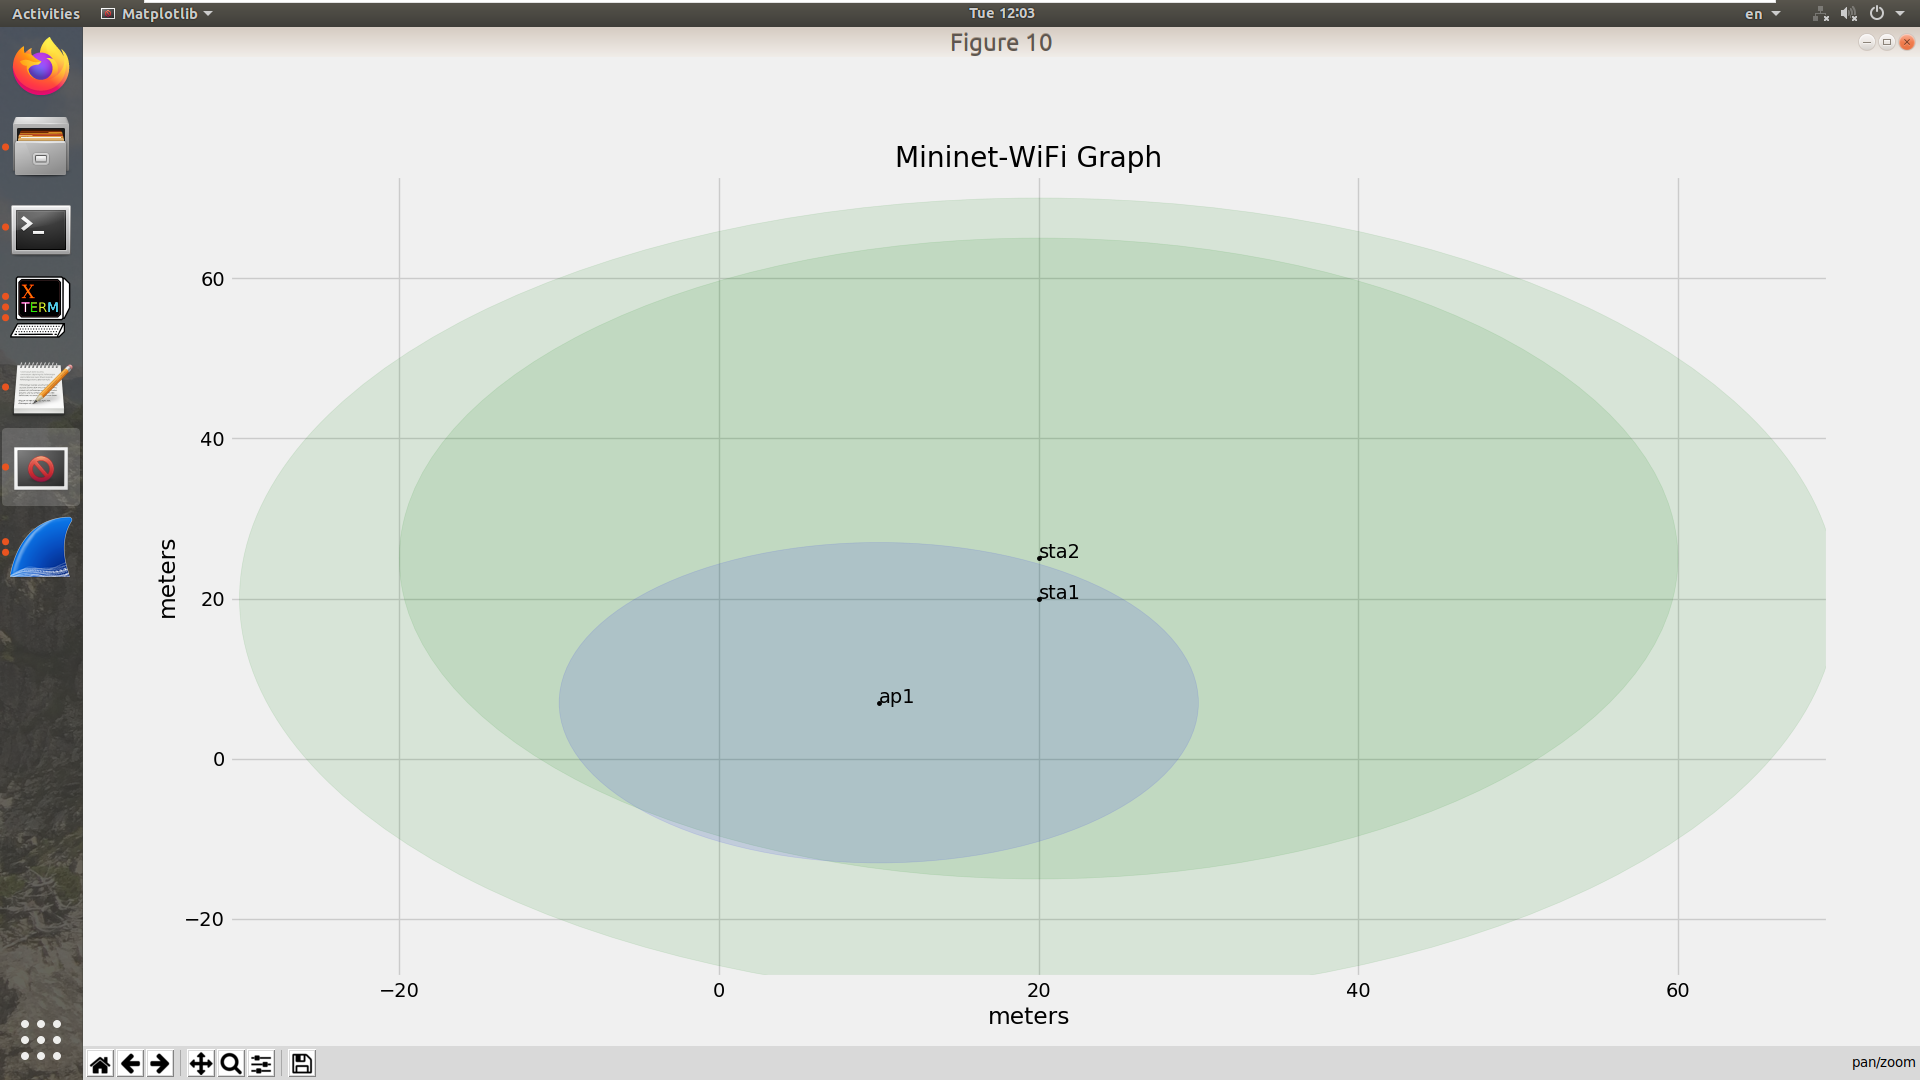 Activities Matplotlib Tue 12:03 en
Figure 10
X
TERM
Mininet-WiFi Graph
60
40
20
0
−20
meters
sta2
sta1
ap1
−20 0 20 40 60
meters
pan/zoom